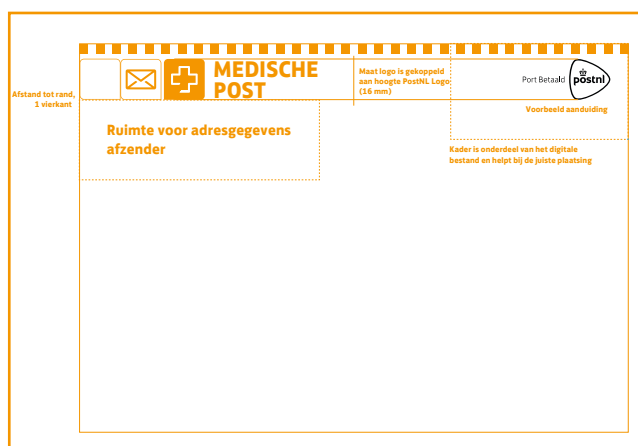 MEDISCHE
POST
Maat logo is gekoppeld
aan hoogte PostNL Logo
(16 mm)
Port Betaald
postnl
Afstand tot rand,
1 vierkant
Voorbeeld aanduiding
Ruimte voor adresgegevens
afzender
Kader is onderdeel van het digitale
bestand en helpt bij de juiste plaatsing